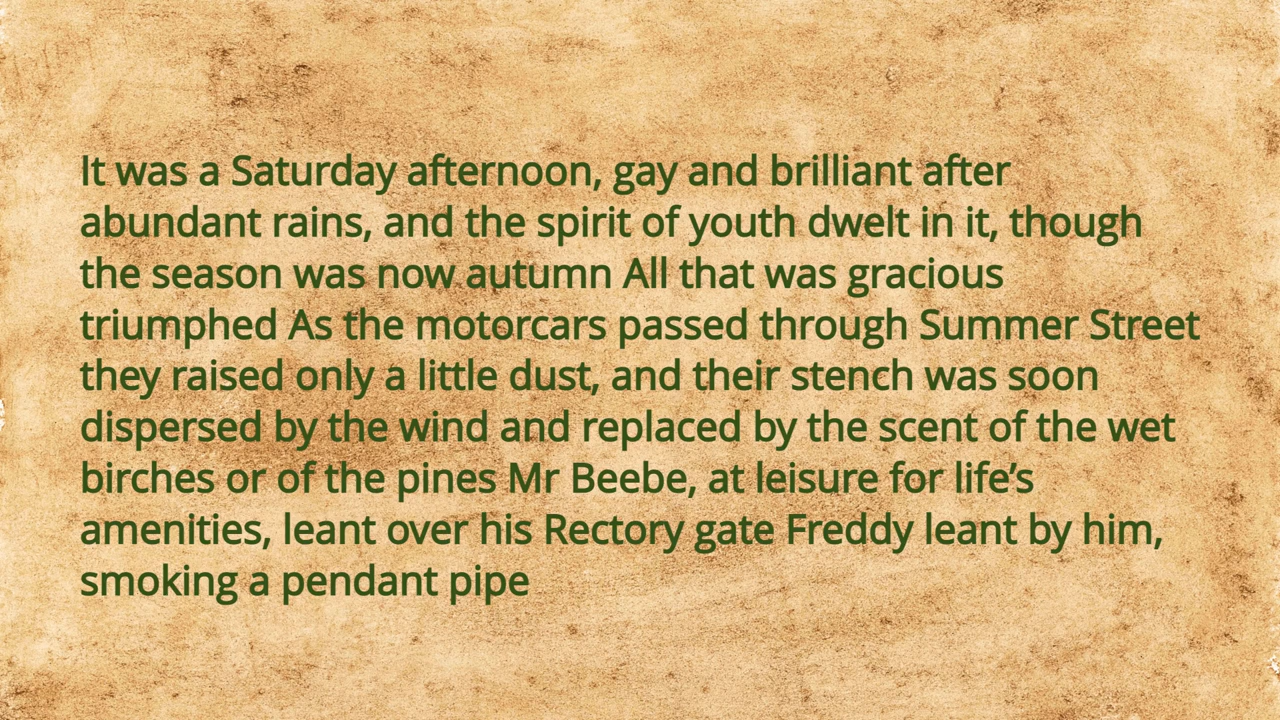 It was a Saturday afternoon, gay and brilliant after
abundant rains, and the spirit of youth dwelt in it, though
the season was now autumn All that was gracious
triumphed As the motorcars passed through Summer Street
they raised only a little dust, and their stench was soon
dispersed by the wind and replaced by the scent of the wet
birches or of the pines Mr Beebe, at leisure for life’s
amenities, leant over his Rectory gate Freddy leant by him,
smoking a pendant pipe